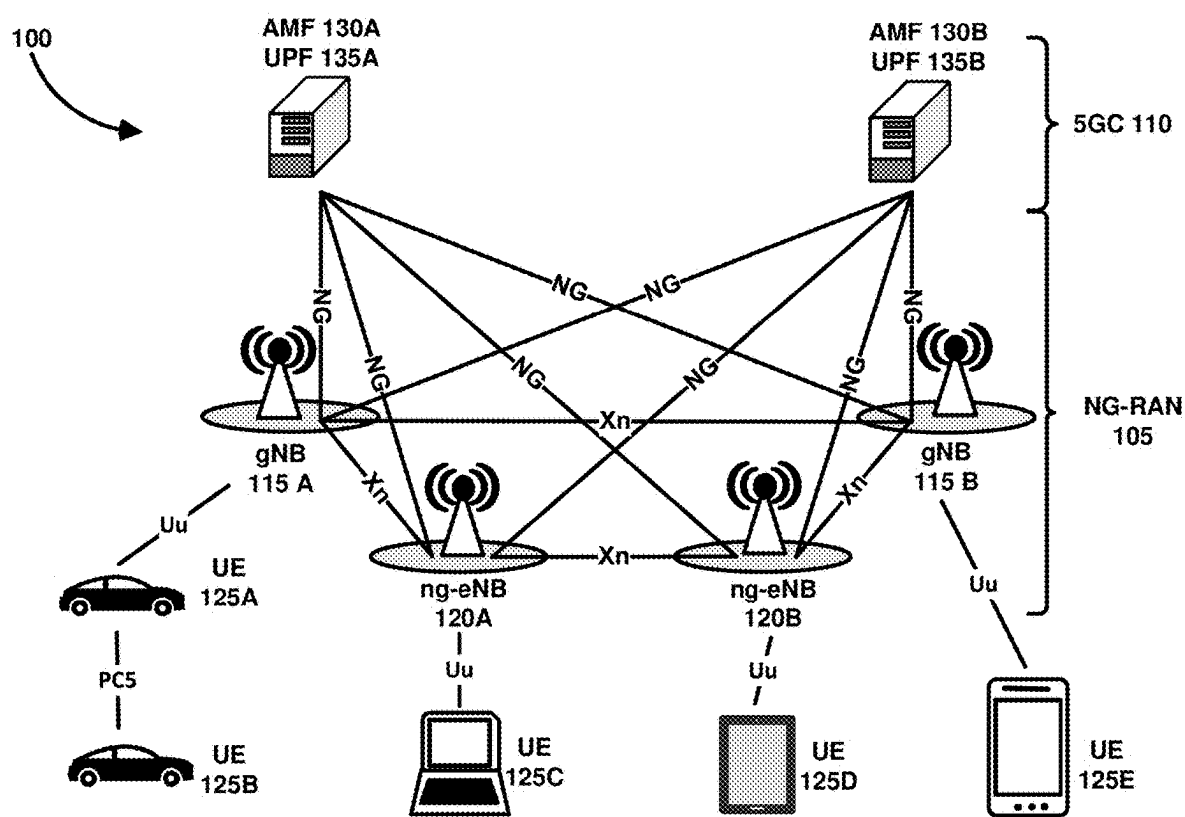 100
AMF 130A
UPF 135A
AMF 130B
UPF 135B
5GC 110
NG
NG
NG
NG
NG
NG
NG
NG
gNB
115 A
Xn
gNB
115 B
NG-RAN
105
Xn
Xn
Uu
ng-eNB
120A
Xn
ng-eNB
120B
Uu
UE
125A
Uu
Uu
PC5
UE
125B
UE
125C
UE
125D
UE
125E